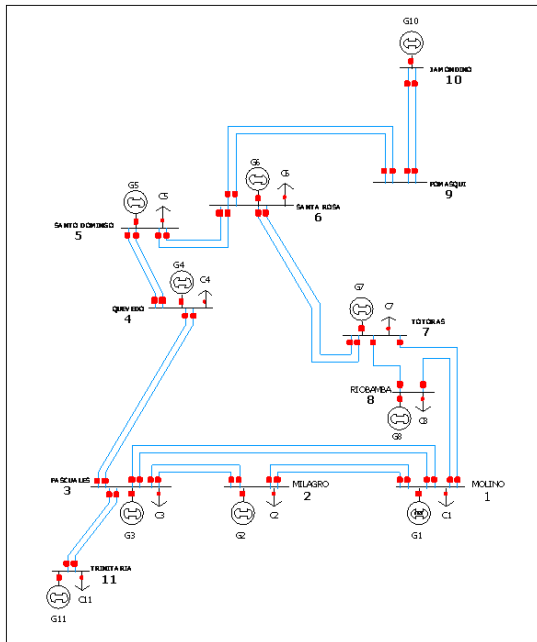 G10
JAMONDINO
10
G6
C6
POMASQUI
9
G5
C5
SANTA ROSA
6
SANTO DOMINGO
5
G4
C4
G7
C7
QUEVEDO
4
TOTORAS
7
RIOBAMBA
8
G8
C8
PASCUALES
3
MILAGRO
2
MOLINO
1
G3
C3
G2
C2
G1
C1
TRINITARIA
11
G11
C11